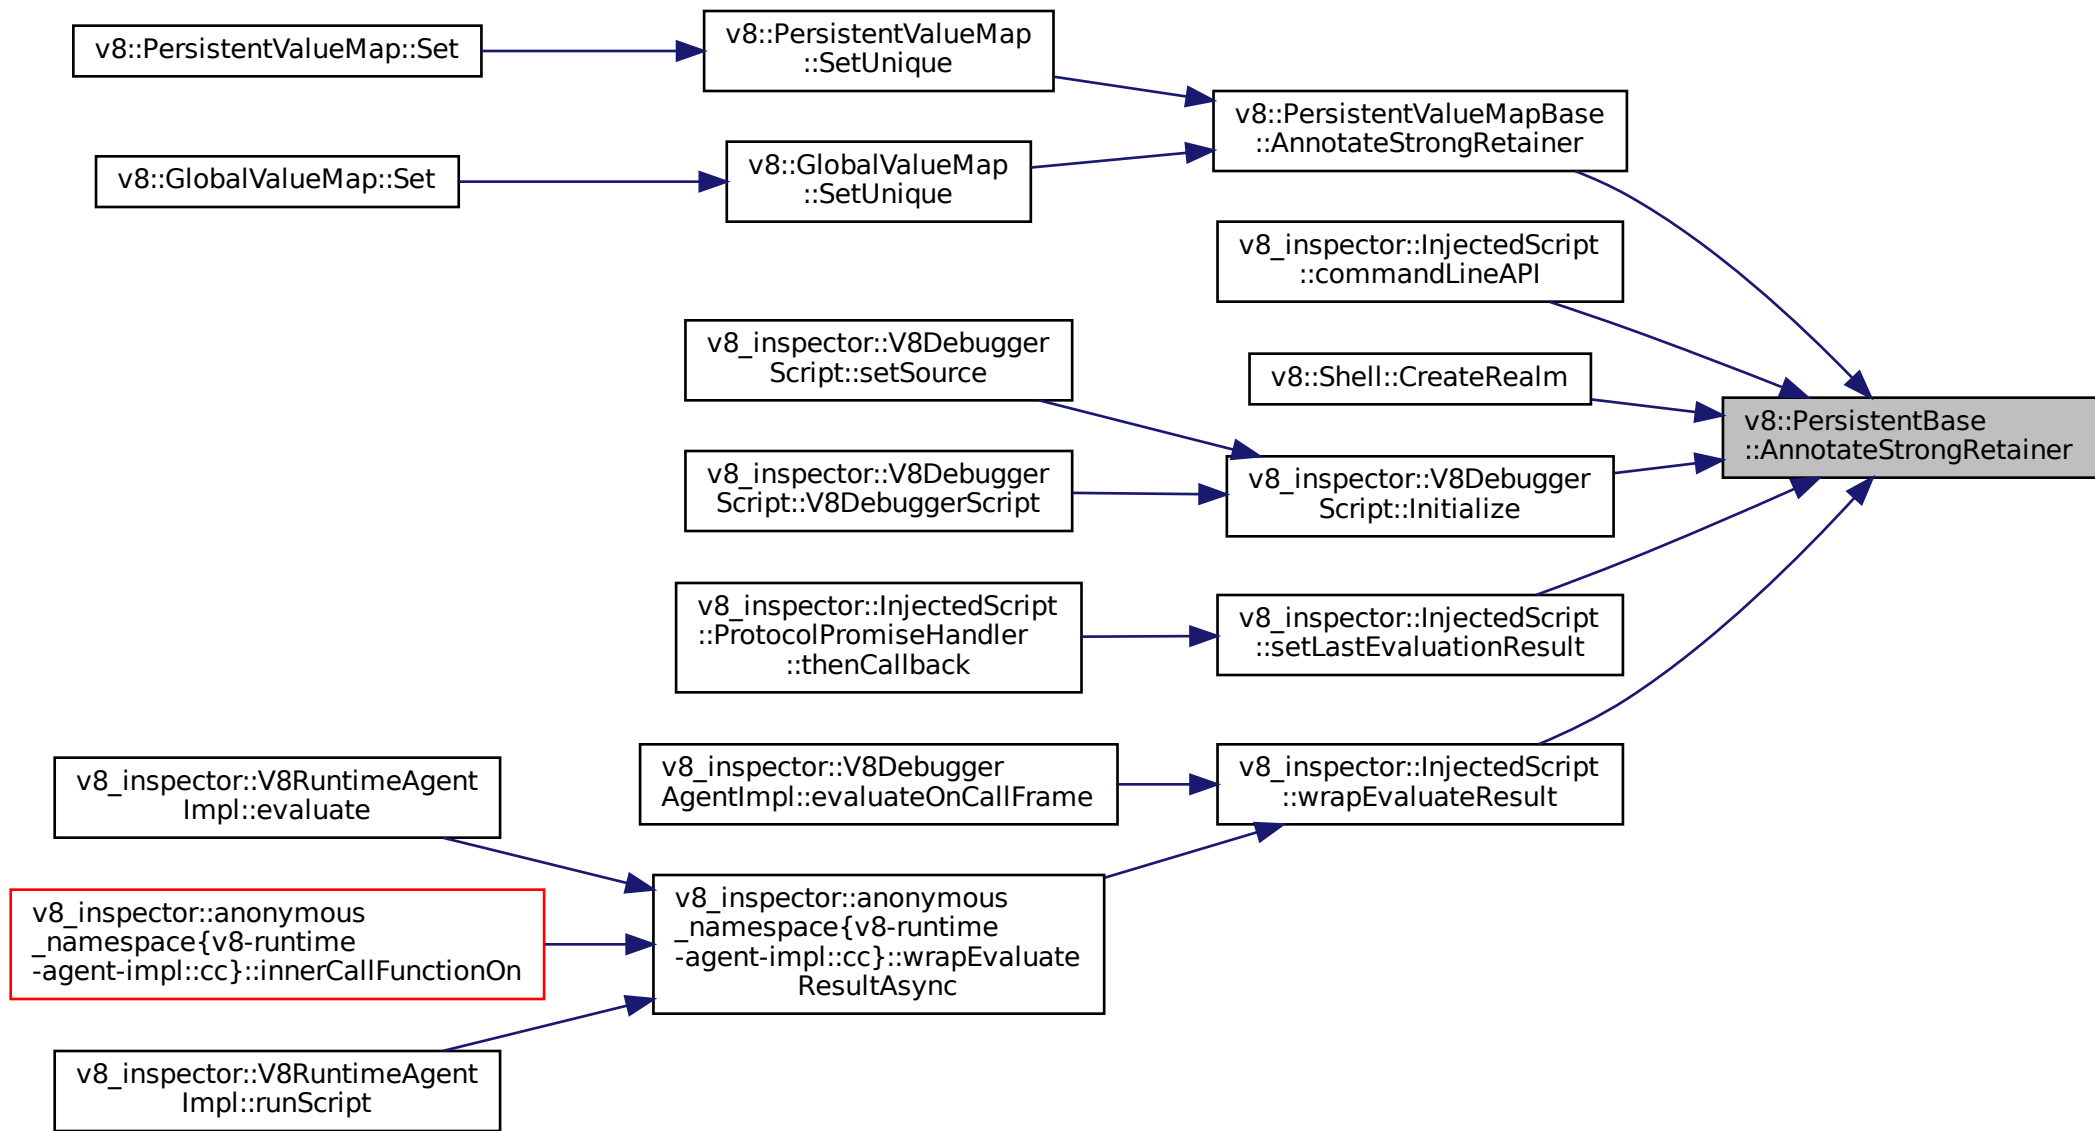 v8::PersistentValueMap::Set
v8::PersistentValueMap
::SetUnique
v8::PersistentValueMapBase
::AnnotateStrongRetainer
v8::GlobalValueMap::Set
v8::GlobalValueMap
::SetUnique
v8_inspector::InjectedScript
::commandLineAPI
v8_inspector::V8Debugger
Script::setSource
v8::Shell::CreateRealm
v8::PersistentBase
::AnnotateStrongRetainer
v8_inspector::V8Debugger
Script::V8DebuggerScript
v8_inspector::V8Debugger
Script::Initialize
v8_inspector::InjectedScript
::ProtocolPromiseHandler
::thenCallback
v8_inspector::InjectedScript
::setLastEvaluationResult
v8_inspector::V8RuntimeAgent
Impl::evaluate
v8_inspector::V8Debugger
AgentImpl::evaluateOnCallFrame
v8_inspector::InjectedScript
::wrapEvaluateResult
v8_inspector::anonymous
_namespace{v8-runtime
-agent-impl::cc}::innerCallFunctionOn
v8_inspector::anonymous
_namespace{v8-runtime
-agent-impl::cc}::wrapEvaluate
ResultAsync
v8_inspector::V8RuntimeAgent
Impl::runScript